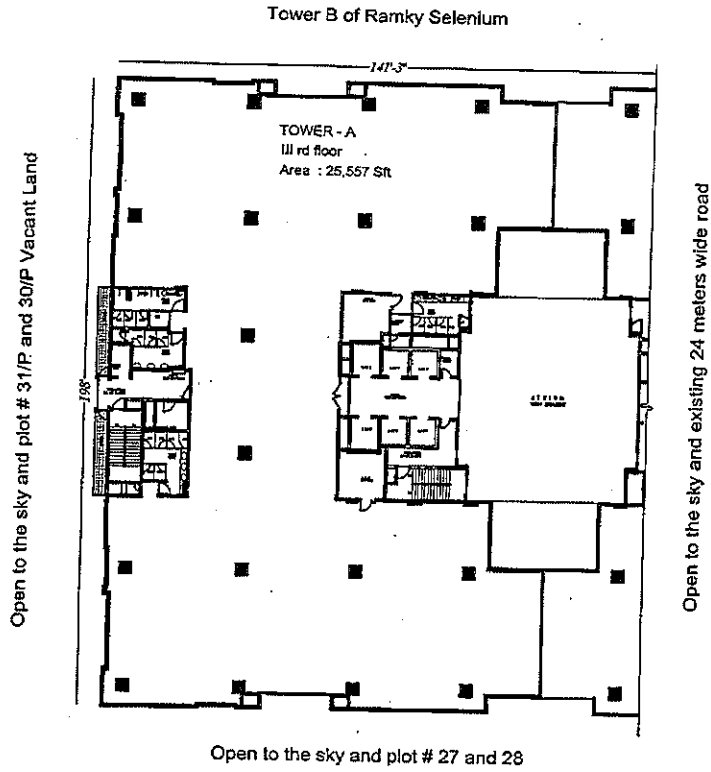 Tower B of Ramky Selenium
141'-3"
TOWER - A
III rd floor
Area : 25,557 Sft
Open to the sky and plot # 31/P and 30/P Vacant Land
198'
Open to the sky and existing 24 meters wide road
ATRIUM
Open to the sky and plot # 27 and 28